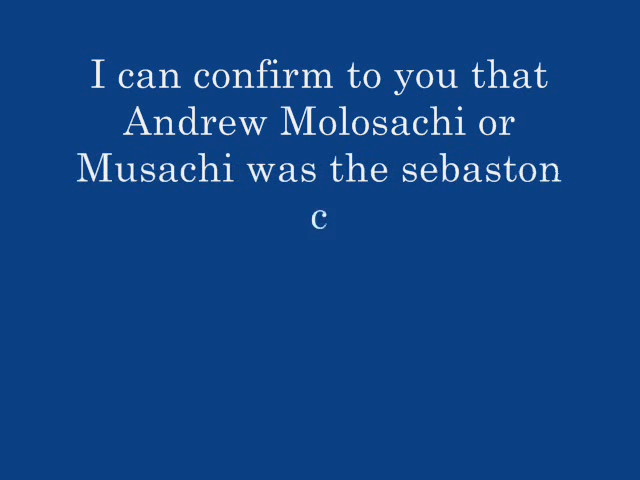 I can confirm to you that
Andrew Molosachi or
Musachi was the sebaston
c